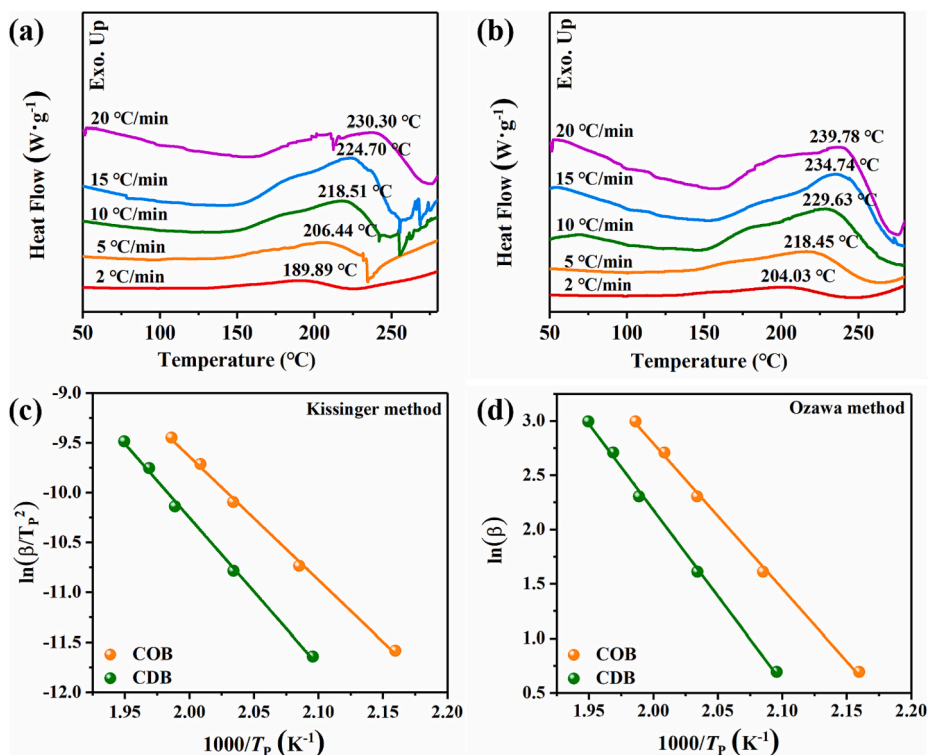 (a)
Exo. Up
Heat Flow (W·g⁻¹)
20 ℃/min
230.30 ℃
224.70 ℃
15 ℃/min
218.51 ℃
10 ℃/min
206.44 ℃
5 ℃/min
189.89 ℃
2 ℃/min
50 100 150 200 250
Temperature (℃)
(b)
Exo. Up
Heat Flow (W·g⁻¹)
20 ℃/min
239.78 ℃
234.74 ℃
15 ℃/min
229.63 ℃
10 ℃/min
218.45 ℃
5 ℃/min
204.03 ℃
2 ℃/min
50 100 150 200 250
Temperature (℃)
(c)
Kissinger method
ln(β/T_P²)
-9.0
-9.5
-10.0
-10.5
-11.0
-11.5
-12.0
COB
CDB
1.95 2.00 2.05 2.10 2.15 2.20
1000/T_P (K⁻¹)
(d)
Ozawa method
ln(β)
3.0
2.5
2.0
1.5
1.0
0.5
COB
CDB
1.95 2.00 2.05 2.10 2.15 2.20
1000/T_P (K⁻¹)